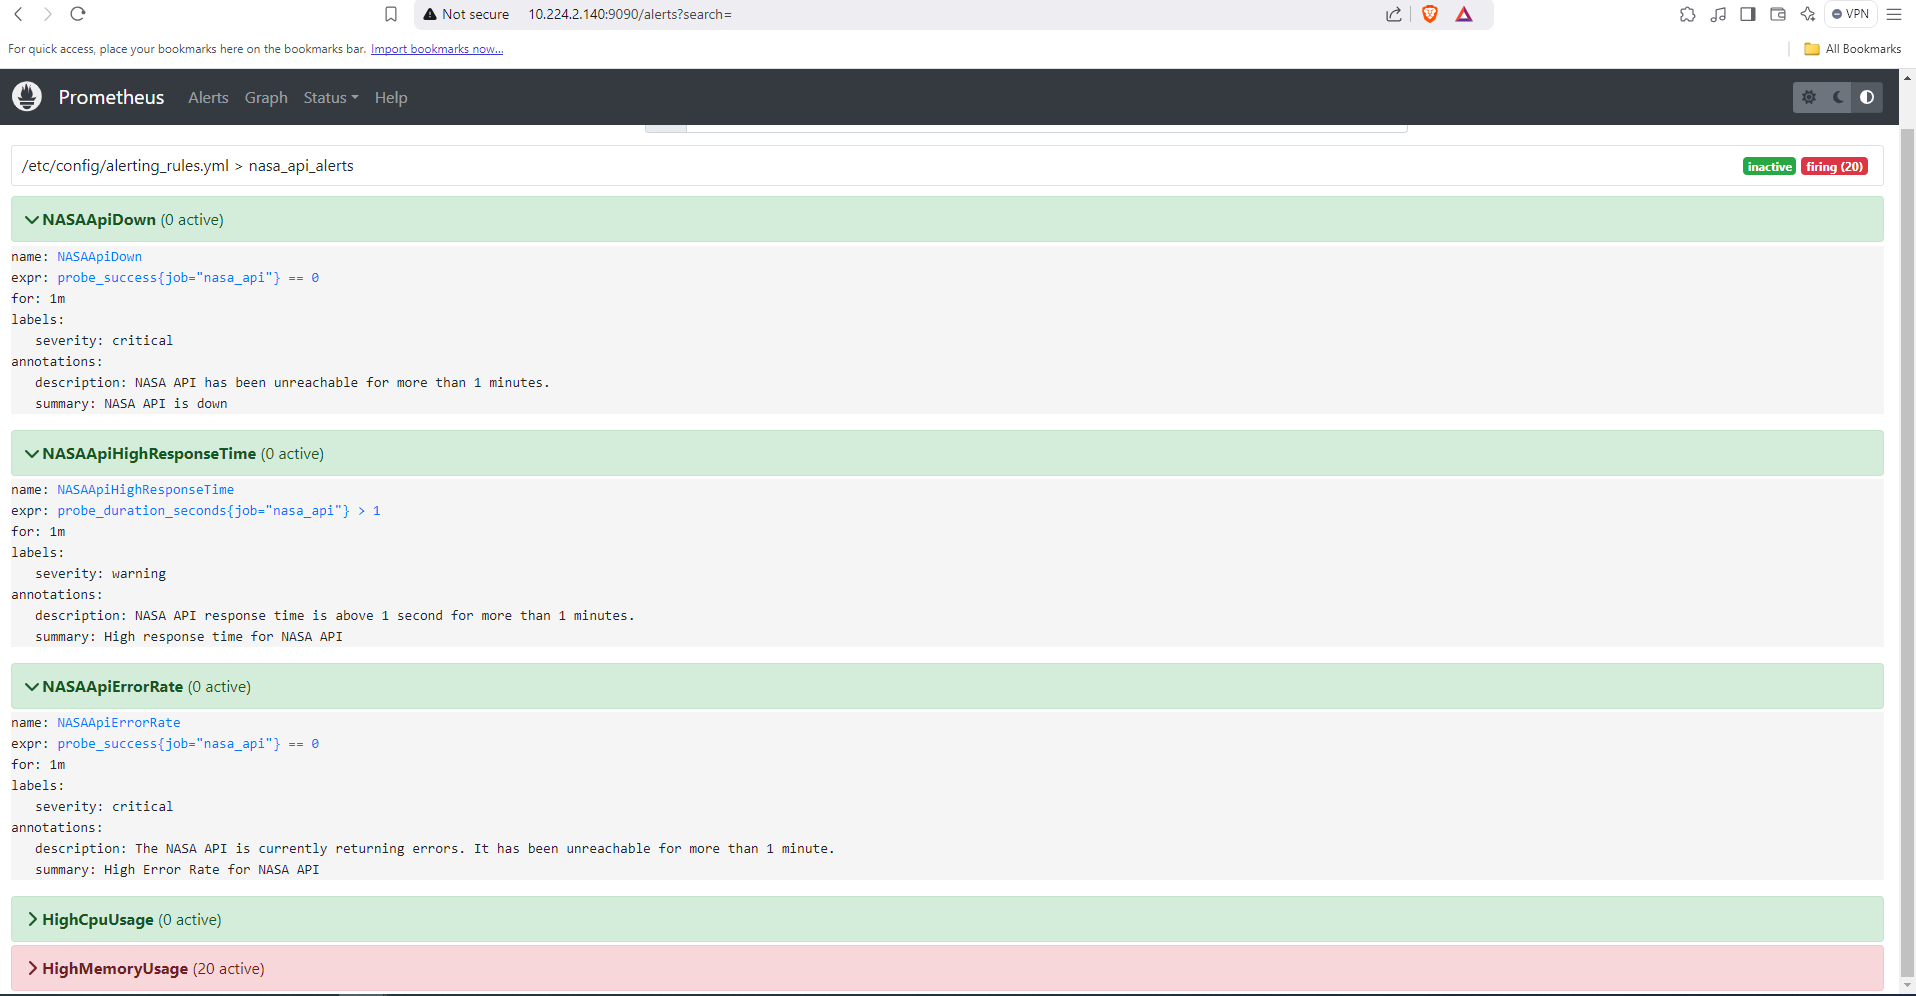 Not secure 10.224.2.140:9090/alerts?search=
VPN
For quick access, place your bookmarks here on the bookmarks bar. Import bookmarks now...
All Bookmarks
Prometheus Alerts Graph Status Help
/etc/config/alerting_rules.yml > nasa_api_alerts
inactive firing (20)
NASAApiDown (0 active)
name: NASAApiDown
expr: probe_success{job="nasa_api"} == 0
for: 1m
labels:
severity: critical
annotations:
description: NASA API has been unreachable for more than 1 minutes.
summary: NASA API is down
NASAApiHighResponseTime (0 active)
name: NASAApiHighResponseTime
expr: probe_duration_seconds{job="nasa_api"} > 1
for: 1m
labels:
severity: warning
annotations:
description: NASA API response time is above 1 second for more than 1 minutes.
summary: High response time for NASA API
NASAApiErrorRate (0 active)
name: NASAApiErrorRate
expr: probe_success{job="nasa_api"} == 0
for: 1m
labels:
severity: critical
annotations:
description: The NASA API is currently returning errors. It has been unreachable for more than 1 minute.
summary: High Error Rate for NASA API
HighCpuUsage (0 active)
HighMemoryUsage (20 active)